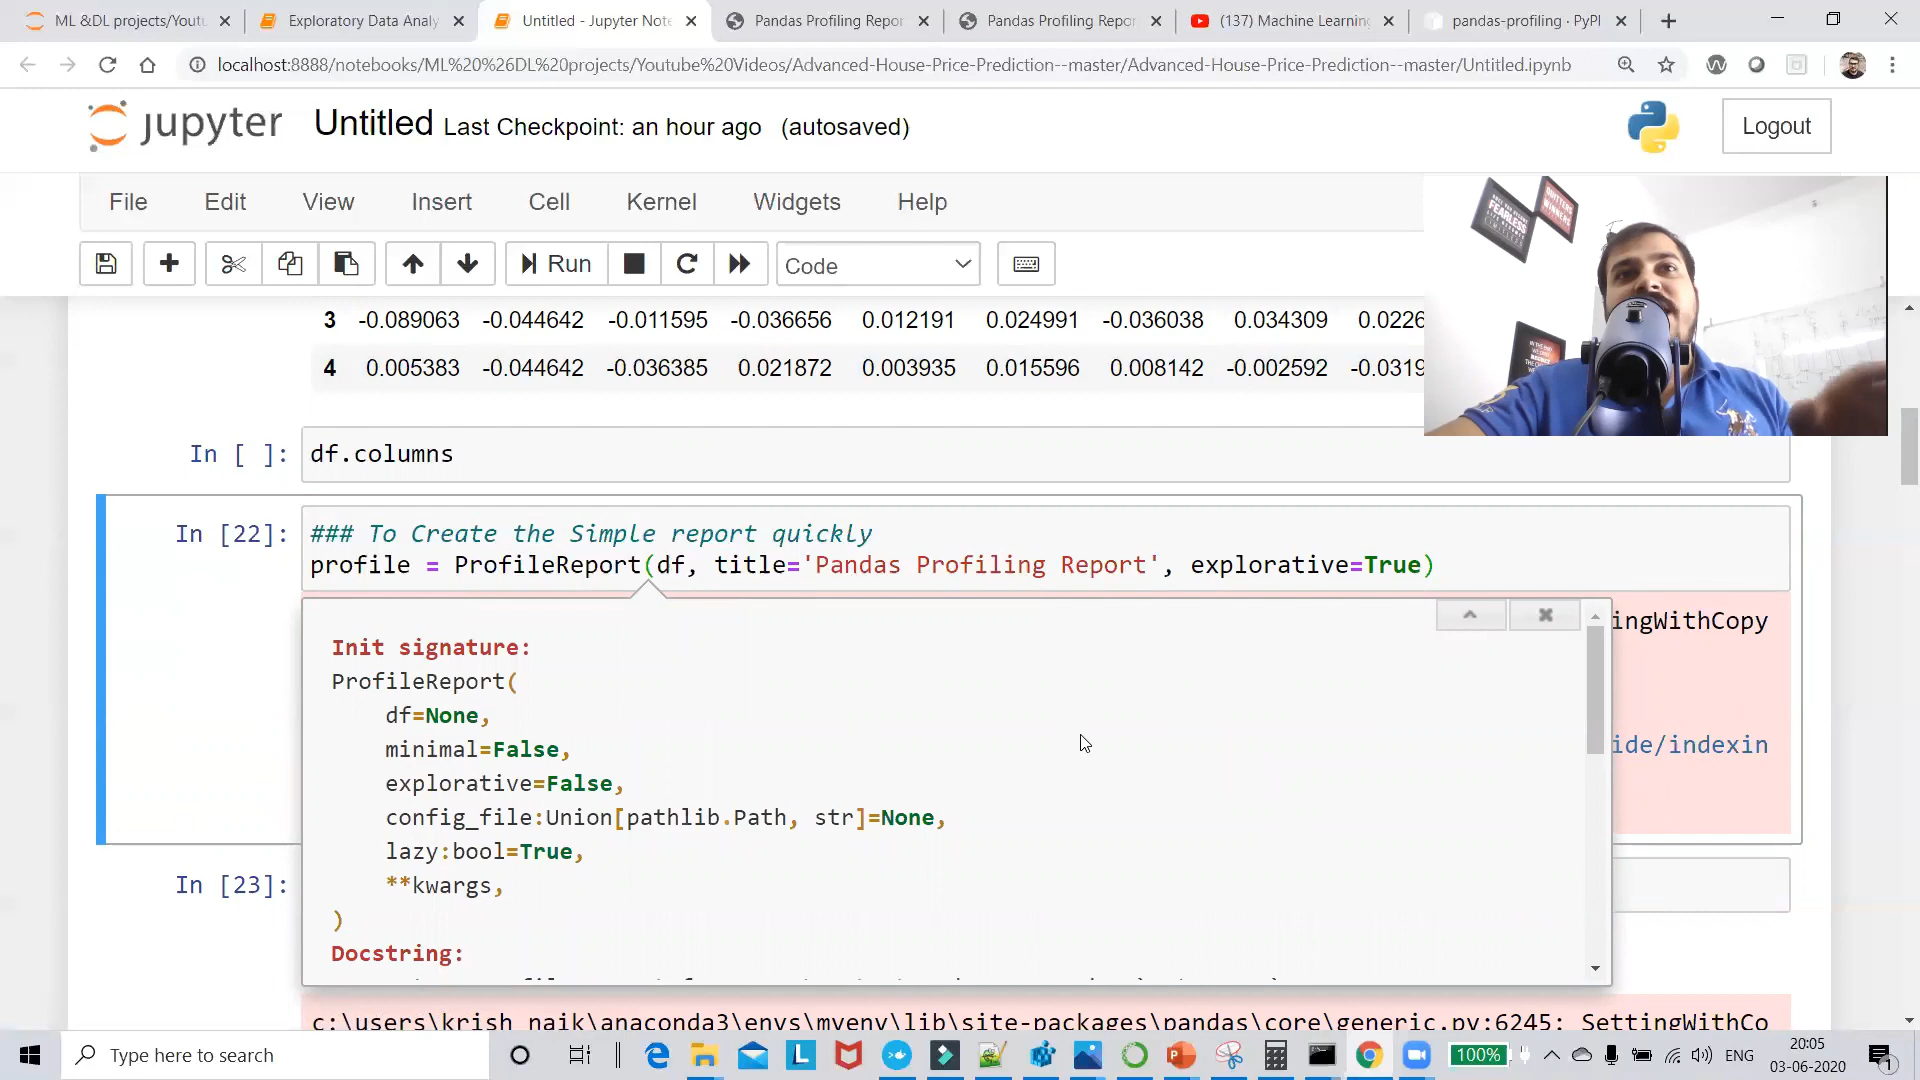 ML &DL projects/Youtu
Exploratory Data Analy
Untitled - Jupyter Note
Pandas Profiling Repor
Pandas Profiling Repor
(137) Machine Learning
pandas-profiling · PyPI
localhost:8888/notebooks/ML%20%26DL%20projects/Youtube%20Videos/Advanced-House-Price-Prediction--master/Advanced-House-Price-Prediction--master/Untitled.ipynb
jupyter Untitled Last Checkpoint: an hour ago (autosaved)
Logout
File Edit View Insert Cell Kernel Widgets Help
Run
Code
FEARLESS
3 -0.089063 -0.044642 -0.011595 -0.036656 0.012191 0.024991 -0.036038 0.034309 0.0226
4 0.005383 -0.044642 -0.036385 0.021872 0.003935 0.015596 0.008142 -0.002592 -0.0319
In [ ]: df.columns
In [22]: ### To Create the Simple report quickly
profile = ProfileReport(df, title='Pandas Profiling Report', explorative=True)
ingWithCopy
Init signature:
ProfileReport(
df=None,
minimal=False,
ide/indexin
explorative=False,
config_file:Union[pathlib.Path, str]=None,
lazy:bool=True,
**kwargs,
In [23]:
)
Docstring:
c:\users\krish naik\anaconda3\envs\myenv\lib\site-packages\pandas\core\generic.py:6245: SettingWithCo
Type here to search
100%
ENG
20:05
03-06-2020
1